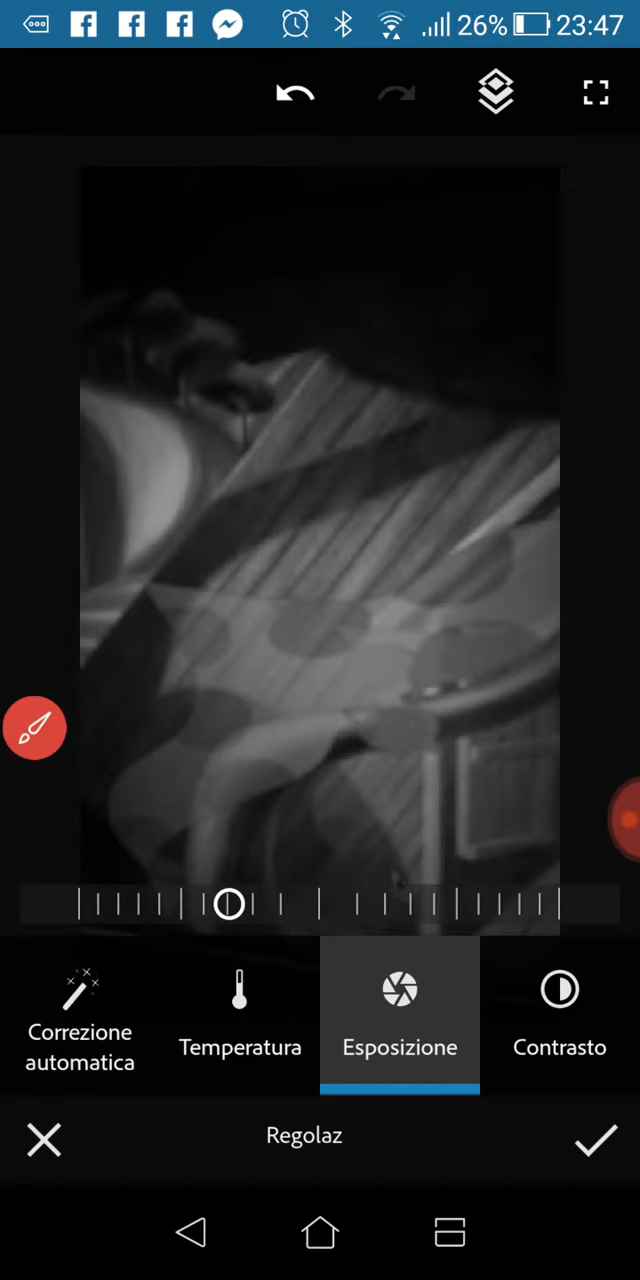 26% 23:47
Correzione
automatica
Temperatura
Esposizione
Contrasto
Regolaz